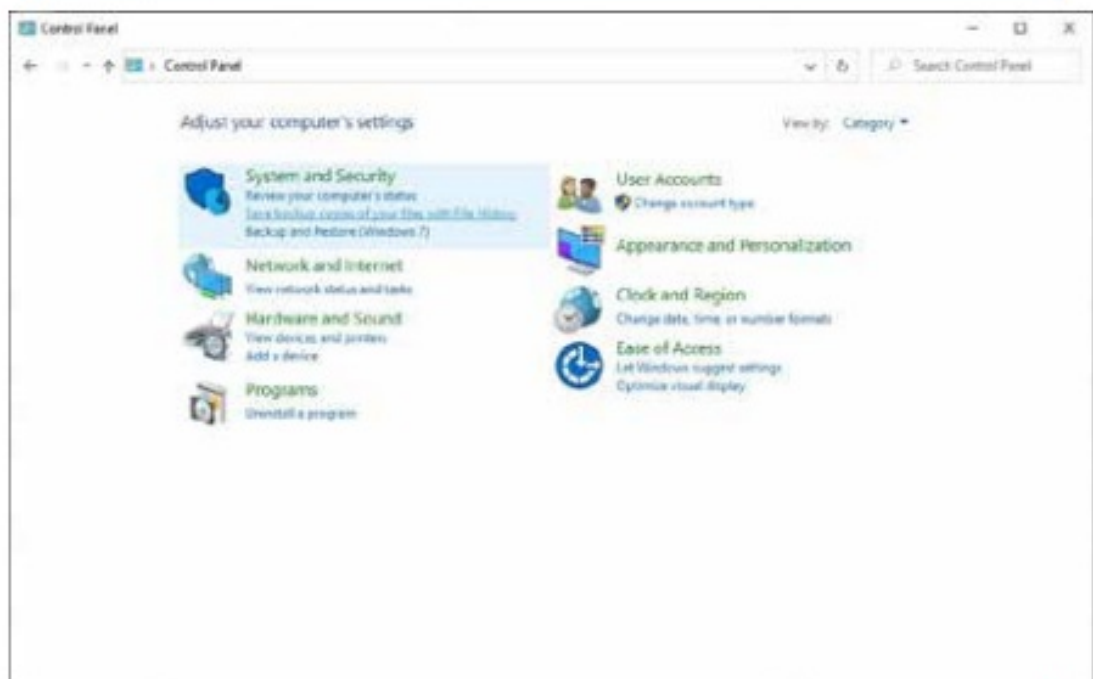 Control Panel
Control Panel
Search Control Panel
Adjust your computer's settings
View by: Category
System and Security
Review your computer's status
Save backup copies of your files with File History
Backup and Restore (Windows 7)
Network and Internet
View network status and tasks
Hardware and Sound
View devices and printers
Add a device
Programs
Uninstall a program
User Accounts
Change account type
Appearance and Personalization
Clock and Region
Change date, time, or number formats
Ease of Access
Let Windows suggest settings
Optimize visual display